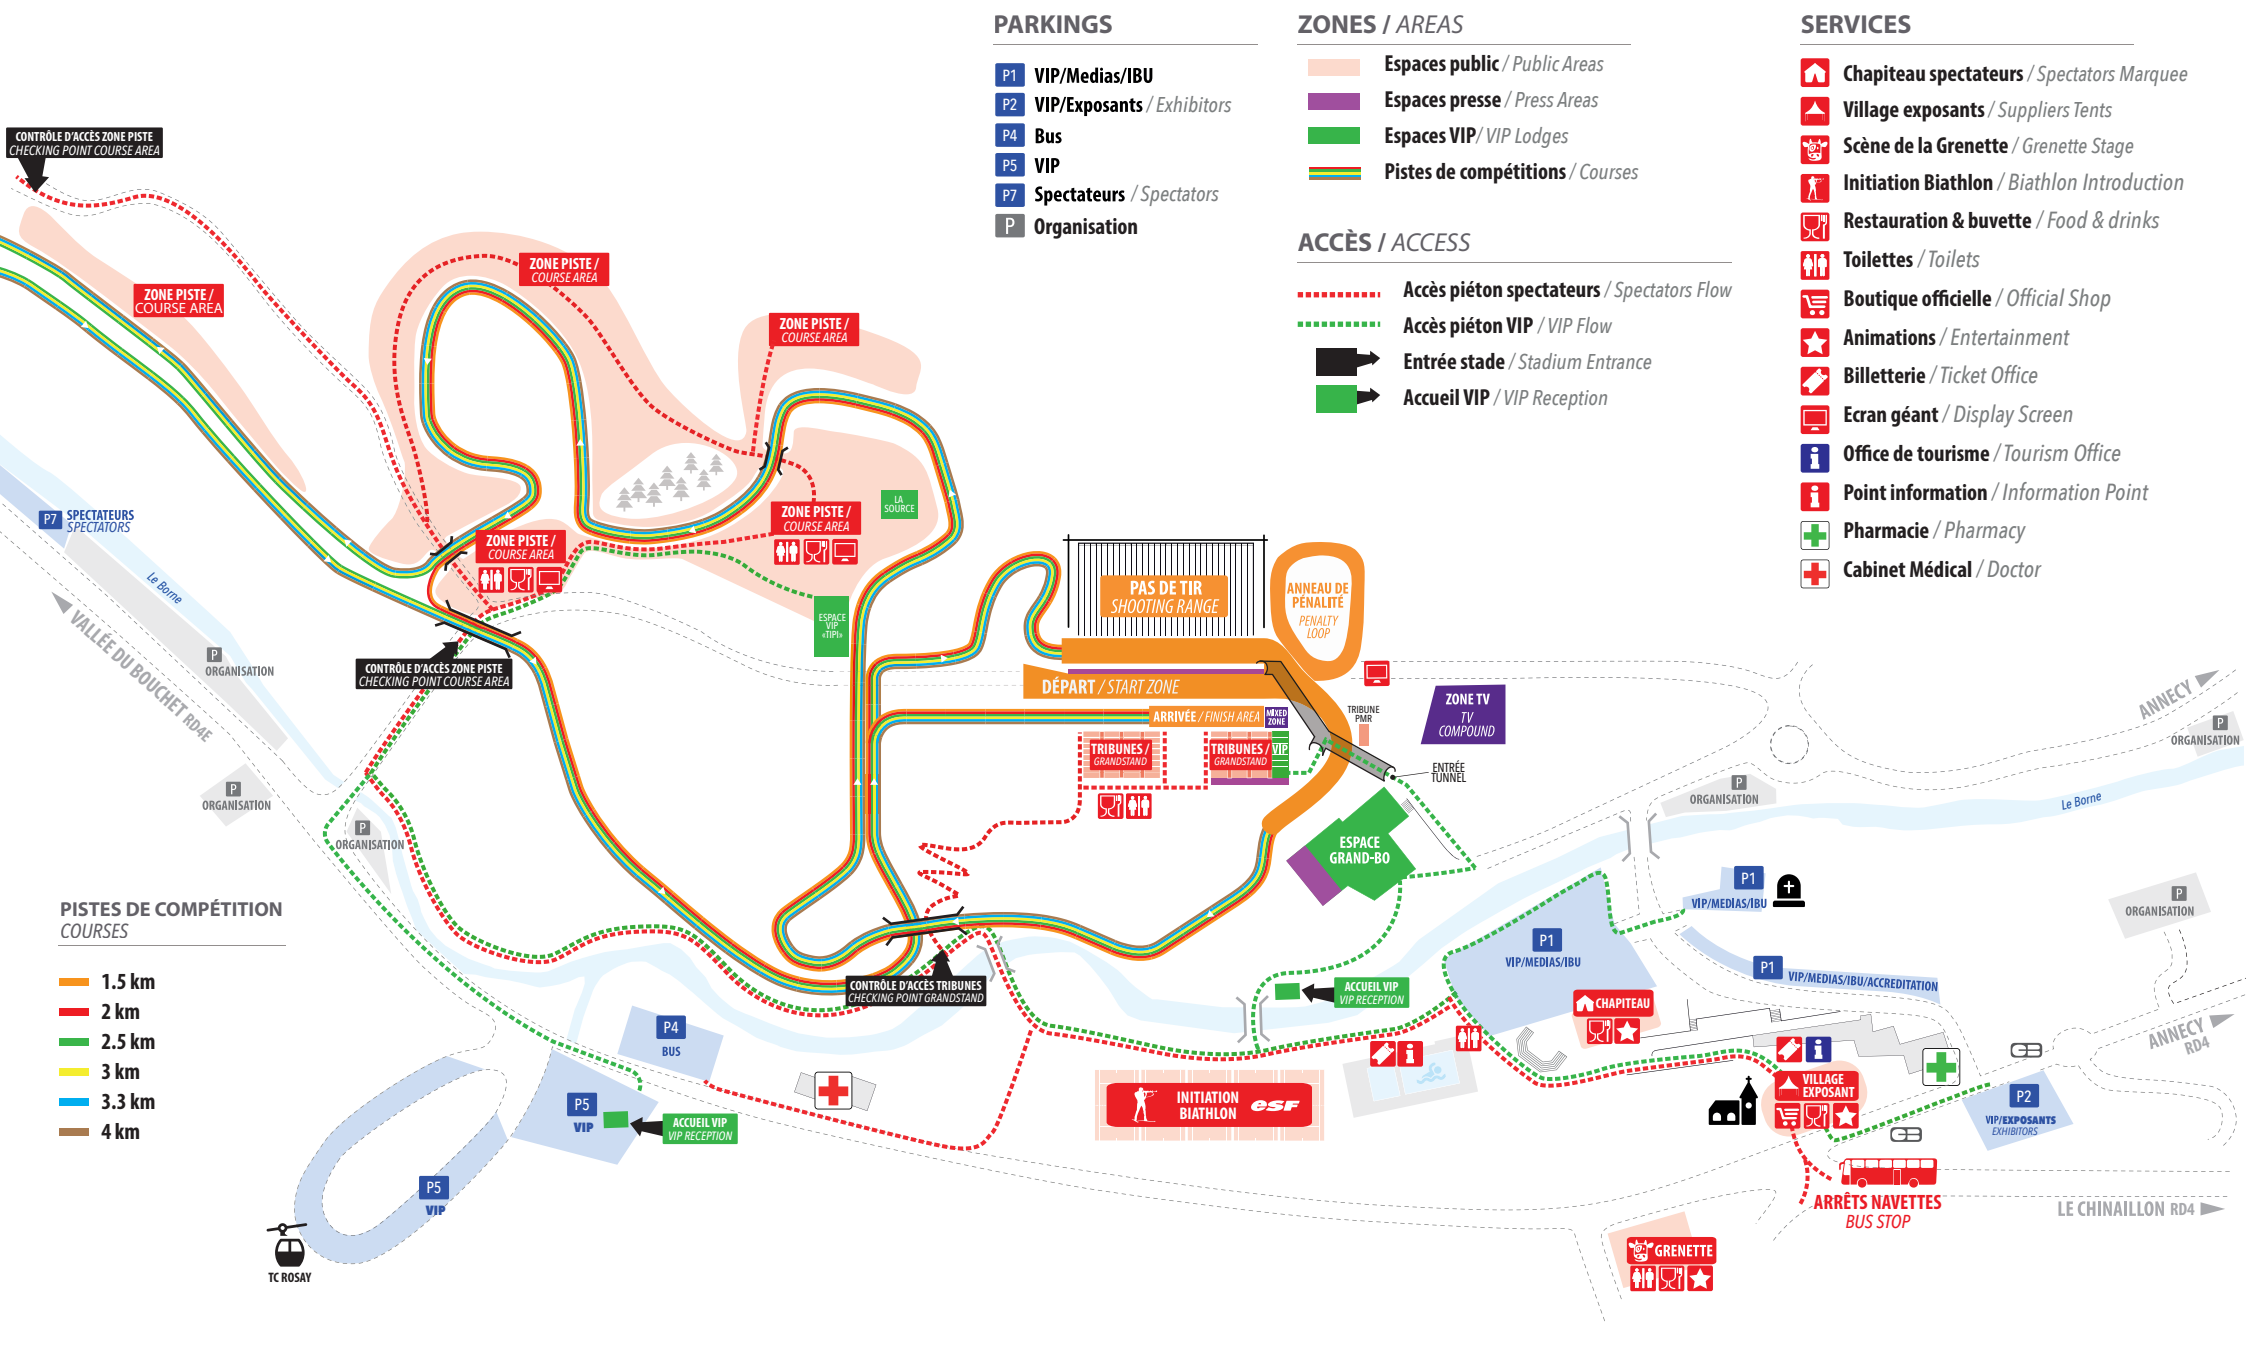 PARKINGS
P1 VIP/Medias/IBU
P2 VIP/Exposants / Exhibitors
P4 Bus
P5 VIP
P7 Spectateurs / Spectators
P Organisation
ZONES / AREAS
Espaces public / Public Areas
Espaces presse / Press Areas
Espaces VIP/ VIP Lodges
Pistes de compétitions / Courses
ACCÈS / ACCESS
Accès piéton spectateurs / Spectators Flow
Accès piéton VIP / VIP Flow
Entrée stade / Stadium Entrance
Accueil VIP / VIP Reception
SERVICES
Chapiteau spectateurs / Spectators Marquee
Village exposants / Suppliers Tents
Scène de la Grenette / Grenette Stage
Initiation Biathlon / Biathlon Introduction
Restauration & buvette / Food & drinks
Toilettes / Toilets
Boutique officielle / Official Shop
Animations / Entertainment
Billetterie / Ticket Office
Ecran géant / Display Screen
Office de tourisme / Tourism Office
Point information / Information Point
Pharmacie / Pharmacy
Cabinet Médical / Doctor
CONTRÔLE D'ACCÈS ZONE PISTE
CHECKING POINT COURSE AREA
ZONE PISTE /
COURSE AREA
ZONE PISTE /
COURSE AREA
ZONE PISTE /
COURSE AREA
ZONE PISTE /
COURSE AREA
ZONE PISTE /
COURSE AREA
LA
SOURCE
ESPACE
VIP
«TIPI»
P7 SPECTATEURS
SPECTATORS
Le Borne
VALLÉE DU BOUCHET RD4E
P
ORGANISATION
P
ORGANISATION
P
ORGANISATION
CONTRÔLE D'ACCÈS ZONE PISTE
CHECKING POINT COURSE AREA
PAS DE TIR
SHOOTING RANGE
ANNEAU DE
PÉNALITÉ
PENALTY
LOOP
DÉPART / START ZONE
ARRIVÉE / FINISH AREA
MIXED
ZONE
TRIBUNES /
GRANDSTAND
TRIBUNES /
GRANDSTAND
VIP
TRIBUNE
PMR
ZONE TV
TV
COMPOUND
ENTRÉE
TUNNEL
ESPACE
GRAND-BO
ANNECY
P
ORGANISATION
P
ORGANISATION
Le Borne
P1
VIP/MEDIAS/IBU
P
ORGANISATION
P1
VIP/MEDIAS/IBU
P1 VIP/MEDIAS/IBU/ACCREDITATION
CHAPITEAU
ANNECY
RD4
CONTRÔLE D'ACCÈS TRIBUNES
CHECKING POINT GRANDSTAND
ACCUEIL VIP
VIP RECEPTION
P4
BUS
P5
VIP
ACCUEIL VIP
VIP RECEPTION
P5
VIP
TC ROSAY
INITIATION
BIATHLON
esf
VILLAGE
EXPOSANT
P2
VIP/EXPOSANTS
EXHIBITORS
ARRÊTS NAVETTES
BUS STOP
LE CHINAILLON RD4
GRENETTE
PISTES DE COMPÉTITION
COURSES
1.5 km
2 km
2.5 km
3 km
3.3 km
4 km